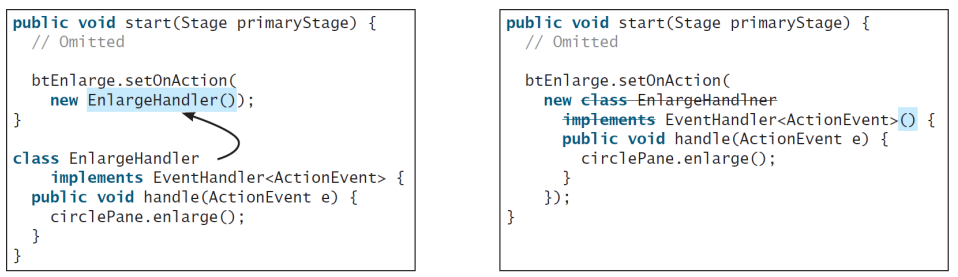 public void start(Stage primaryStage) {
// Omitted
btEnlarge.setOnAction(
new EnlargeHandler());
}
class EnlargeHandler
implements EventHandler<ActionEvent> {
public void handle(ActionEvent e) {
circlePane.enlarge();
}
}
public void start(Stage primaryStage) {
// Omitted
btEnlarge.setOnAction(
new class EnlargeHandlner
implements EventHandler<ActionEvent>() {
public void handle(ActionEvent e) {
circlePane.enlarge();
}
});
}